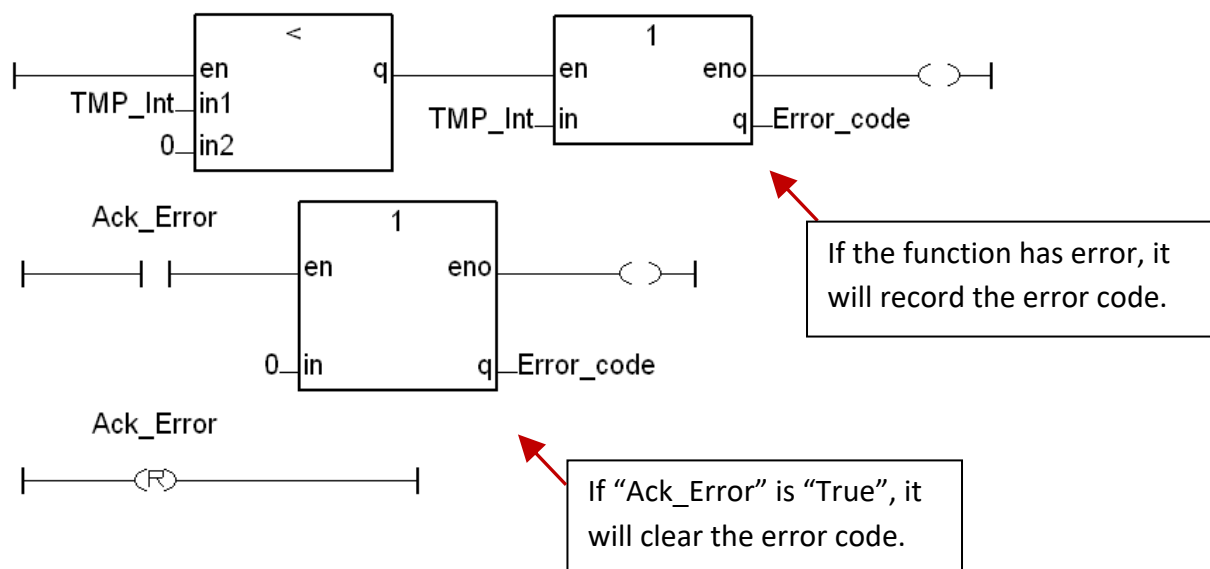 < 1
en q en eno
TMP_Int in1 TMP_Int in q Error_code
0 in2
If the function has error, it
will record the error code.
Ack_Error
1
en eno
0 in q Error_code
Ack_Error
R
If “Ack_Error” is “True”, it
will clear the error code.